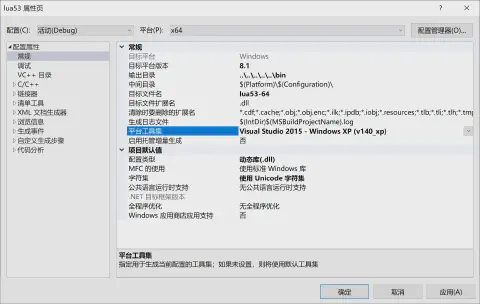 lua53 属性页
配置(C): 活动(Debug) 平台(P): x64 配置管理器(O)...
配置属性
常规
调试
VC++ 目录
C/C++
链接器
清单工具
XML 文档生成器
浏览信息
生成事件
自定义生成步骤
代码分析
常规
目标平台 Windows
目标平台版本 8.1
输出目录 ..\..\..\..\..\bin
中间目录 $(Platform)\$(Configuration)\
目标文件名 lua53-64
目标文件扩展名 .dll
清除时要删除的扩展名 *.cdf;*.cache;*.obj;*.obj.enc;*.ilk;*.ipdb;*.iobj;*.resources;*.tlb;*.tli;*.tlh;*.tmp
生成日志文件 $(IntDir)$(MSBuildProjectName).log
平台工具集 Visual Studio 2015 - Windows XP (v140_xp)
启用托管增量生成 否
项目默认值
配置类型 动态库(.dll)
MFC 的使用 使用标准 Windows 库
字符集 使用 Unicode 字符集
公共语言运行时支持 无公共语言运行时支持
.NET 目标框架版本
全程序优化 无全程序优化
Windows 应用商店应用支持 否
平台工具集
指定用于生成当前配置的工具集；如果未设置，则将使用默认工具集
确定 取消 应用(A)